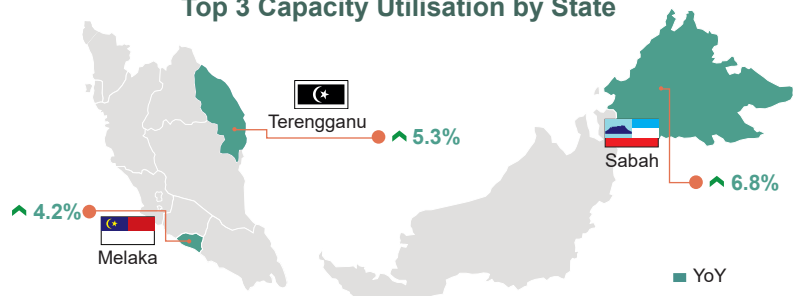 Top 3 Capacity Utilisation by State
Terengganu
5.3%
Sabah
6.8%
4.2%
Melaka
YoY